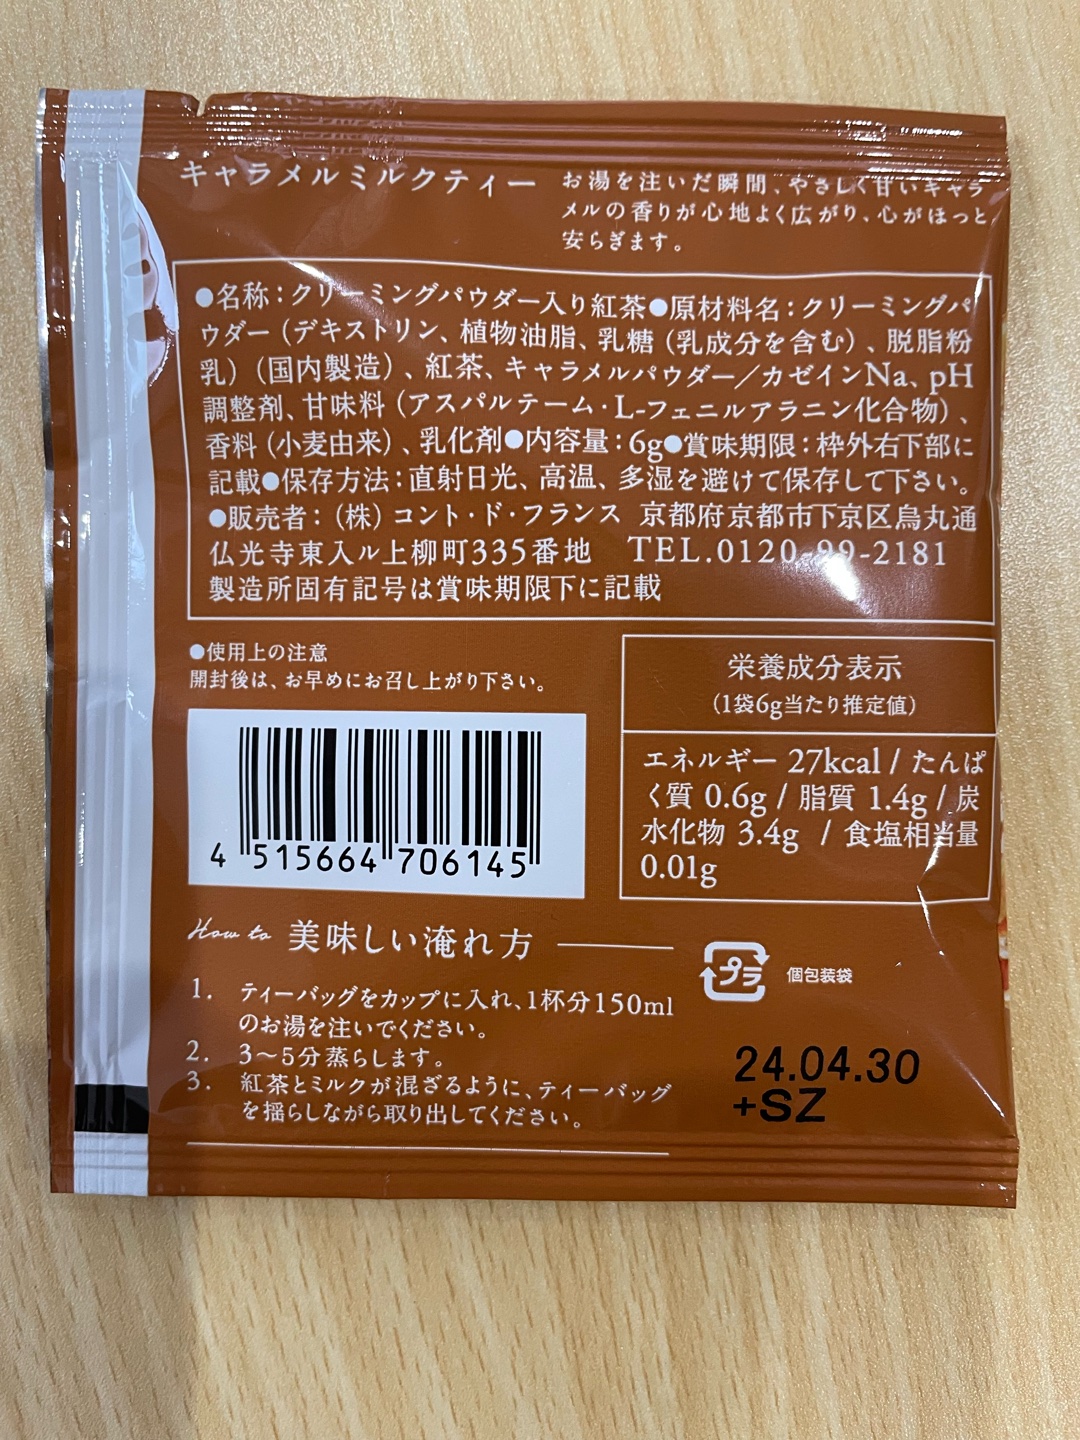 キャラメルミルクティー
お湯を注いだ瞬間、やさしく甘いキャラ
メルの香りが心地よく広がり、心がほっと
安らぎます。
●名称：クリーミングパウダー入り紅茶●原材料名：クリーミングパ
ウダー（デキストリン、植物油脂、乳糖（乳成分を含む）、脱脂粉
乳）（国内製造）、紅茶、キャラメルパウダー／カゼインNa、pH
調整剤、甘味料（アスパルテーム・L-フェニルアラニン化合物）、
香料（小麦由来）、乳化剤●内容量：6g●賞味期限：枠外右下部に
記載●保存方法：直射日光、高温、多湿を避けて保存して下さい。
●販売者：（株）コント・ド・フランス 京都府京都市下京区烏丸通
仏光寺東入ル上柳町335番地 TEL.0120-99-2181
製造所固有記号は賞味期限下に記載
●使用上の注意
開封後は、お早めにお召し上がり下さい。
栄養成分表示
（1袋6g当たり推定値）
エネルギー 27kcal / たんぱ
く質 0.6g / 脂質 1.4g / 炭
水化物 3.4g / 食塩相当量
0.01g
4 515664 706145
How to 美味しい淹れ方
1. ティーバッグをカップに入れ、1杯分150ml
のお湯を注いでください。
2. 3〜5分蒸らします。
3. 紅茶とミルクが混ざるように、ティーバッグ
を揺らしながら取り出してください。
プラ 個包装袋
24.04.30
+SZ